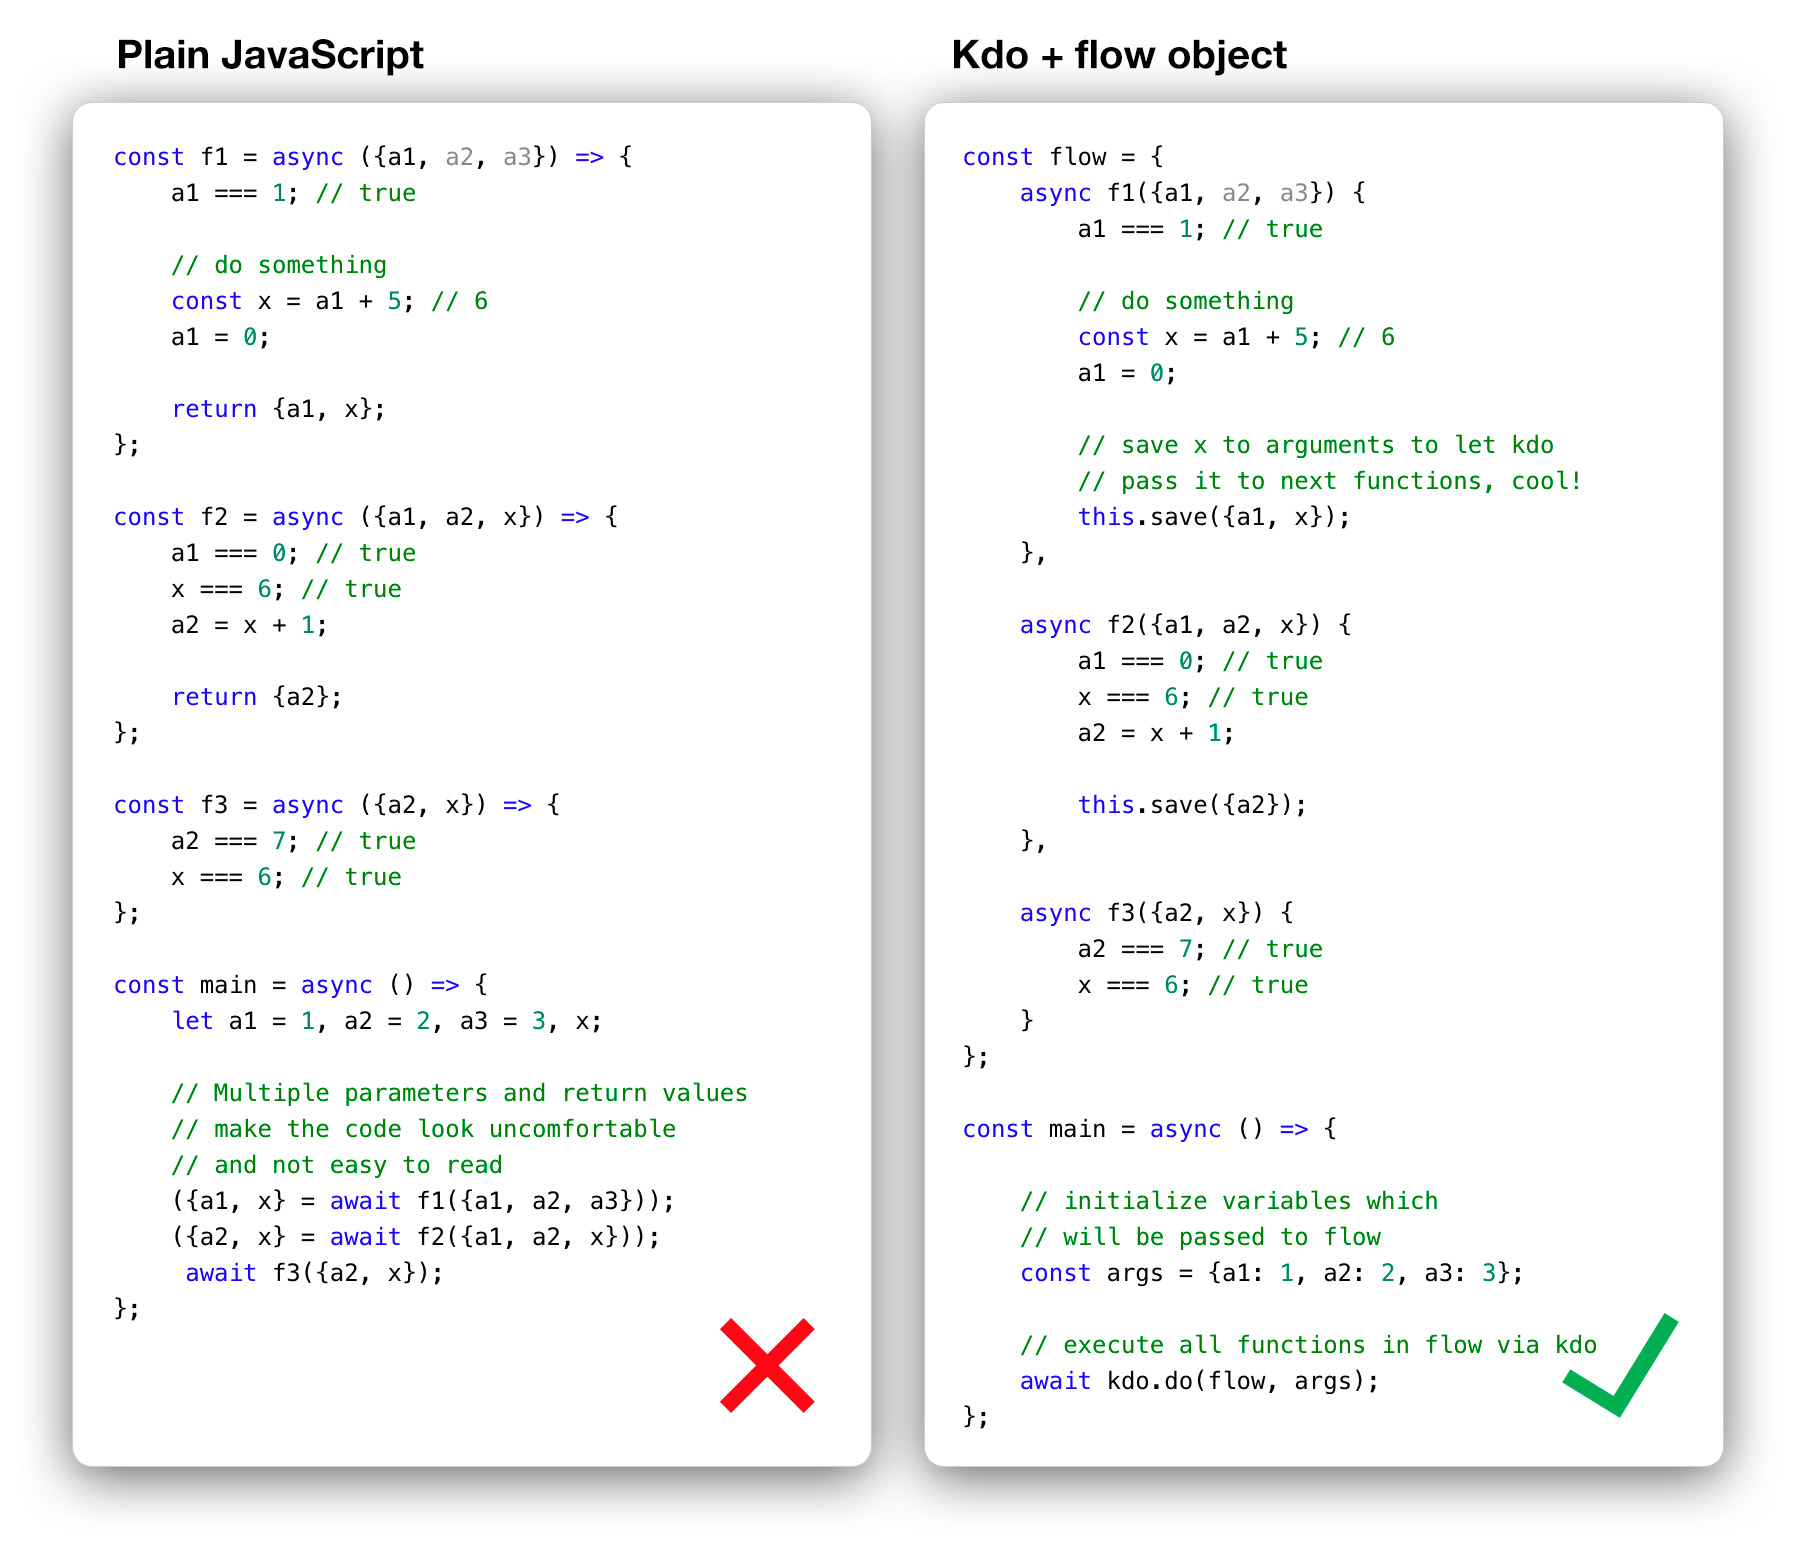 Plain JavaScript
const f1 = async ({a1, a2, a3}) => {
    a1 === 1; // true

    // do something
    const x = a1 + 5; // 6
    a1 = 0;

    return {a1, x};
};

const f2 = async ({a1, a2, x}) => {
    a1 === 0; // true
    x === 6; // true
    a2 = x + 1;

    return {a2};
};

const f3 = async ({a2, x}) => {
    a2 === 7; // true
    x === 6; // true
};

const main = async () => {
    let a1 = 1, a2 = 2, a3 = 3, x;

    // Multiple parameters and return values
    // make the code look uncomfortable
    // and not easy to read
    ({a1, x} = await f1({a1, a2, a3}));
    ({a2, x} = await f2({a1, a2, x}));
     await f3({a2, x});
};

Kdo + flow object
const flow = {
    async f1({a1, a2, a3}) {
        a1 === 1; // true

        // do something
        const x = a1 + 5; // 6
        a1 = 0;

        // save x to arguments to let kdo
        // pass it to next functions, cool!
        this.save({a1, x});
    },

    async f2({a1, a2, x}) {
        a1 === 0; // true
        x === 6; // true
        a2 = x + 1;

        this.save({a2});
    },

    async f3({a2, x}) {
        a2 === 7; // true
        x === 6; // true
    }
};

const main = async () => {

    // initialize variables which
    // will be passed to flow
    const args = {a1: 1, a2: 2, a3: 3};

    // execute all functions in flow via kdo
    await kdo.do(flow, args);
};